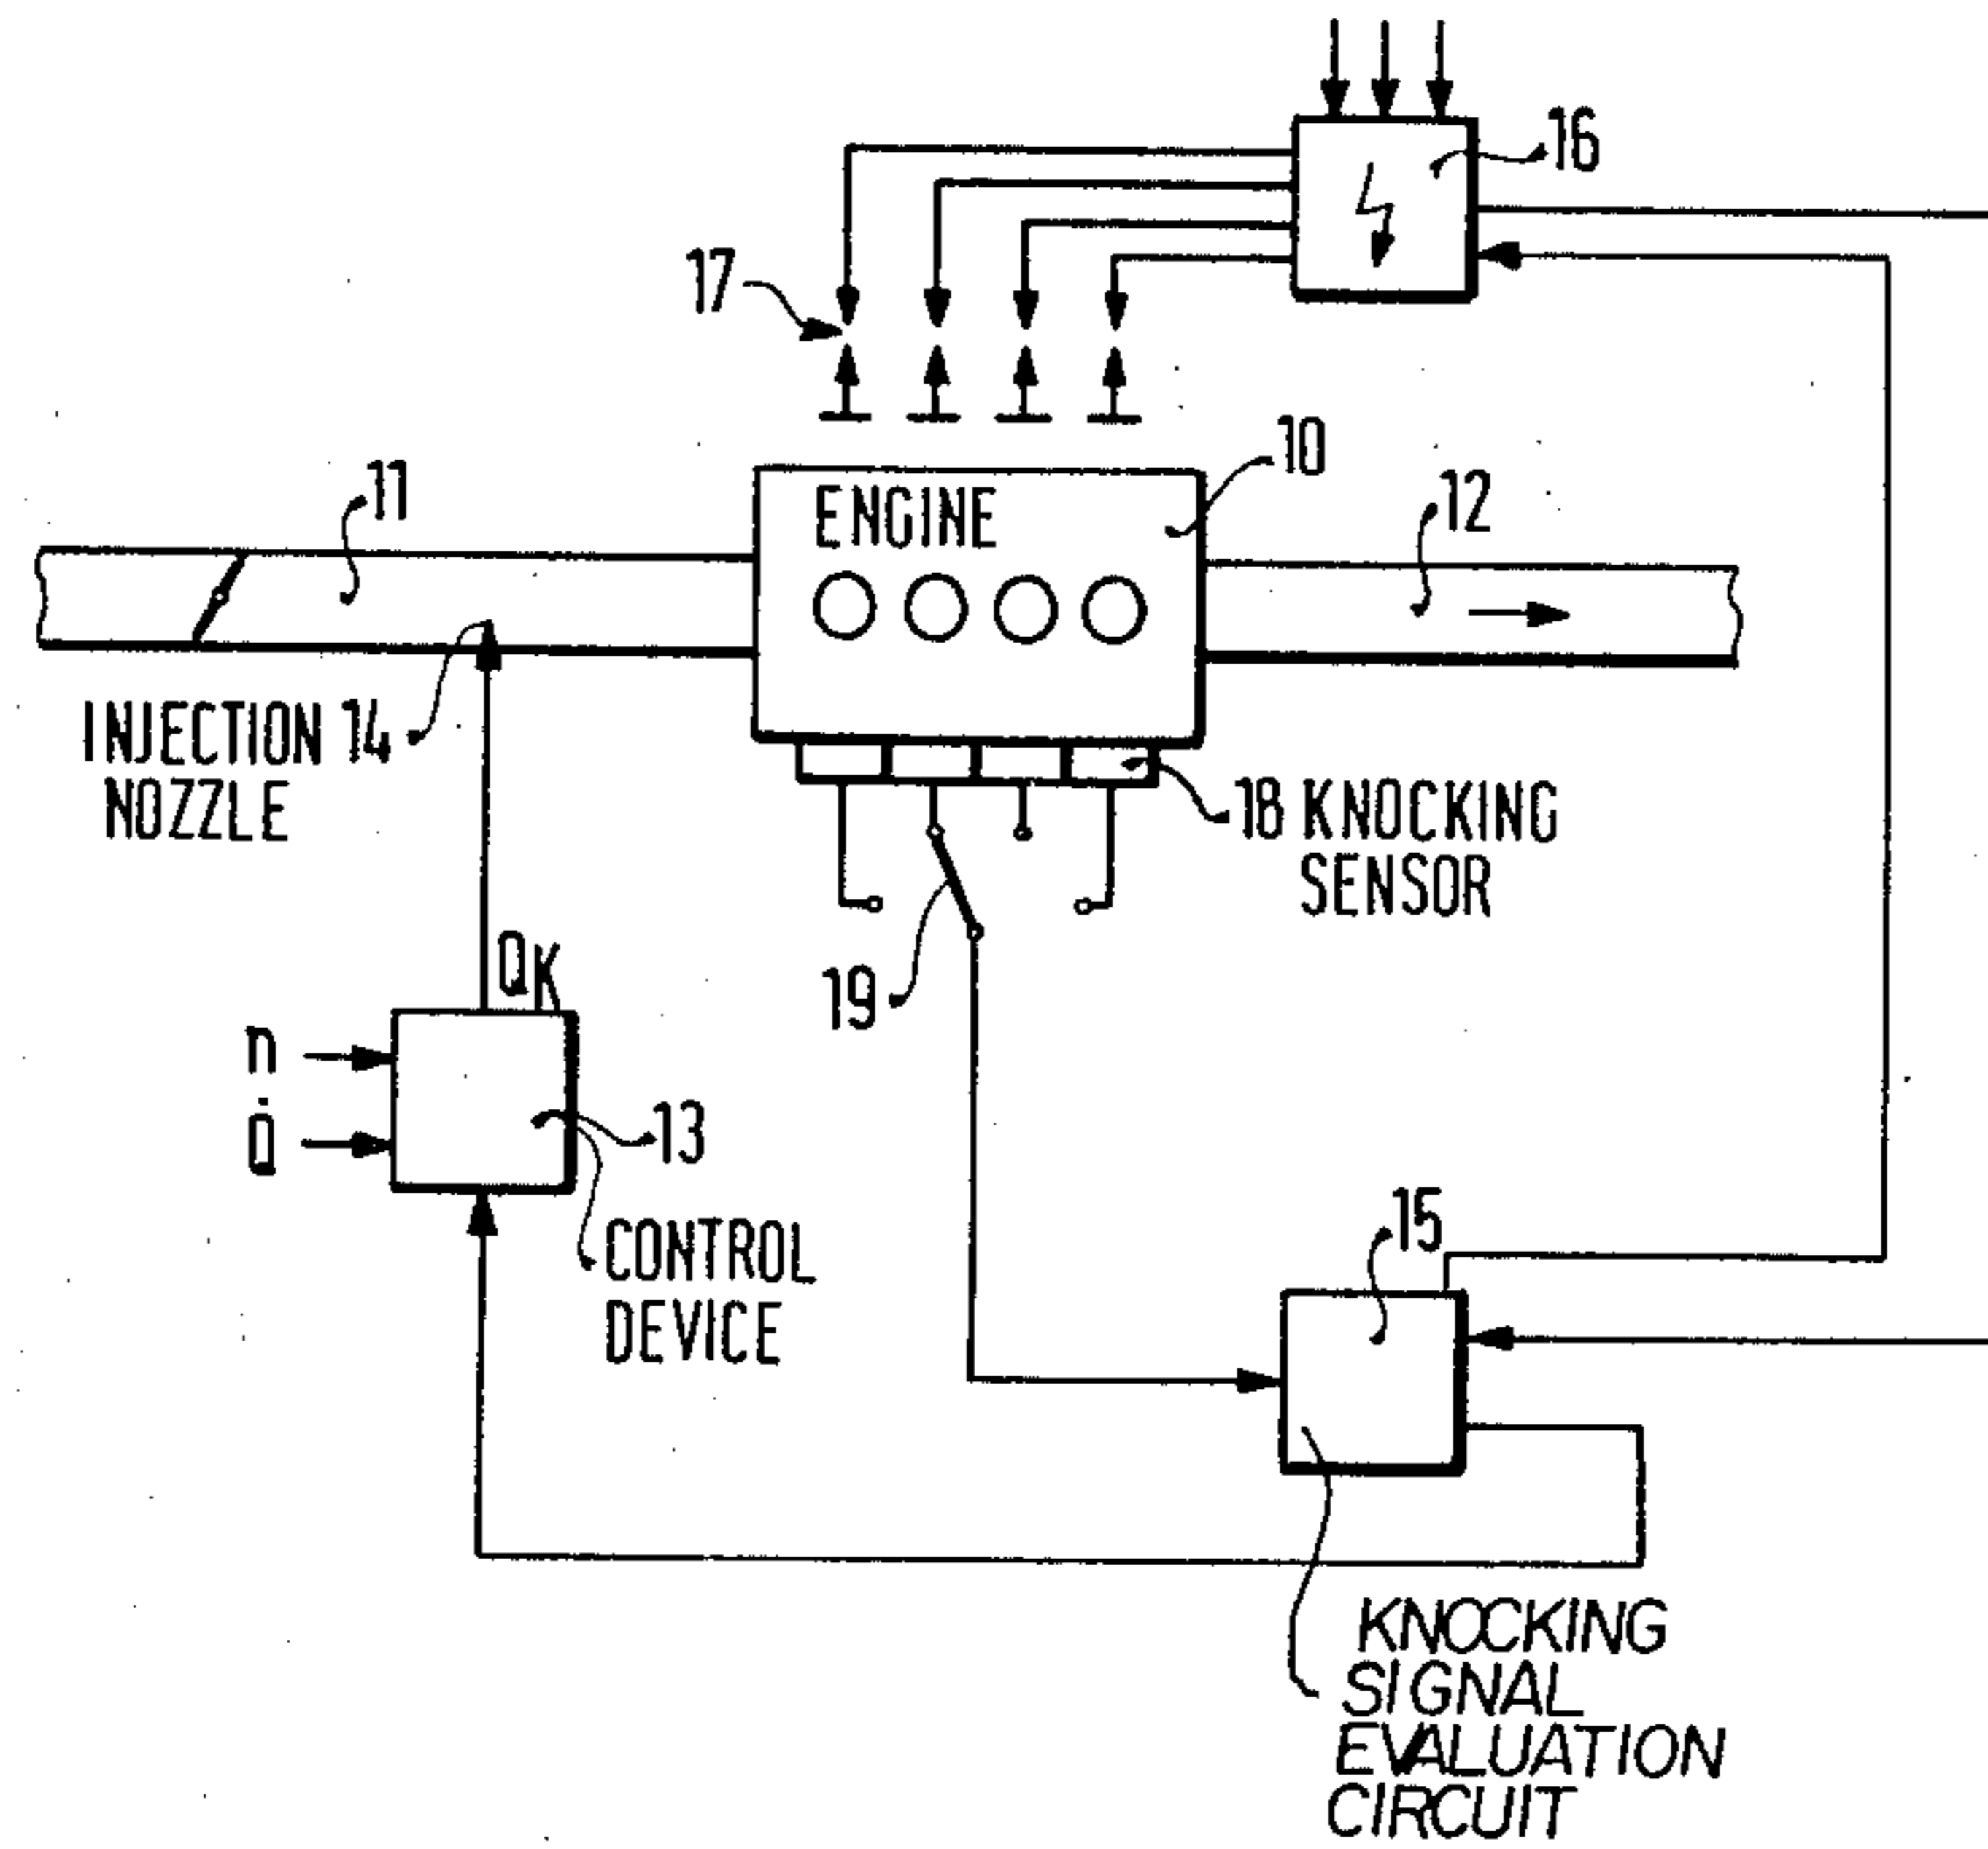 16
17
10
ENGINE
11
12
INJECTION 14
NOZZLE
18 KNOCKING
SENSOR
19
QK
n
Q̇
13
CONTROL
DEVICE
15
KNOCKING
SIGNAL
EVALUATION
CIRCUIT